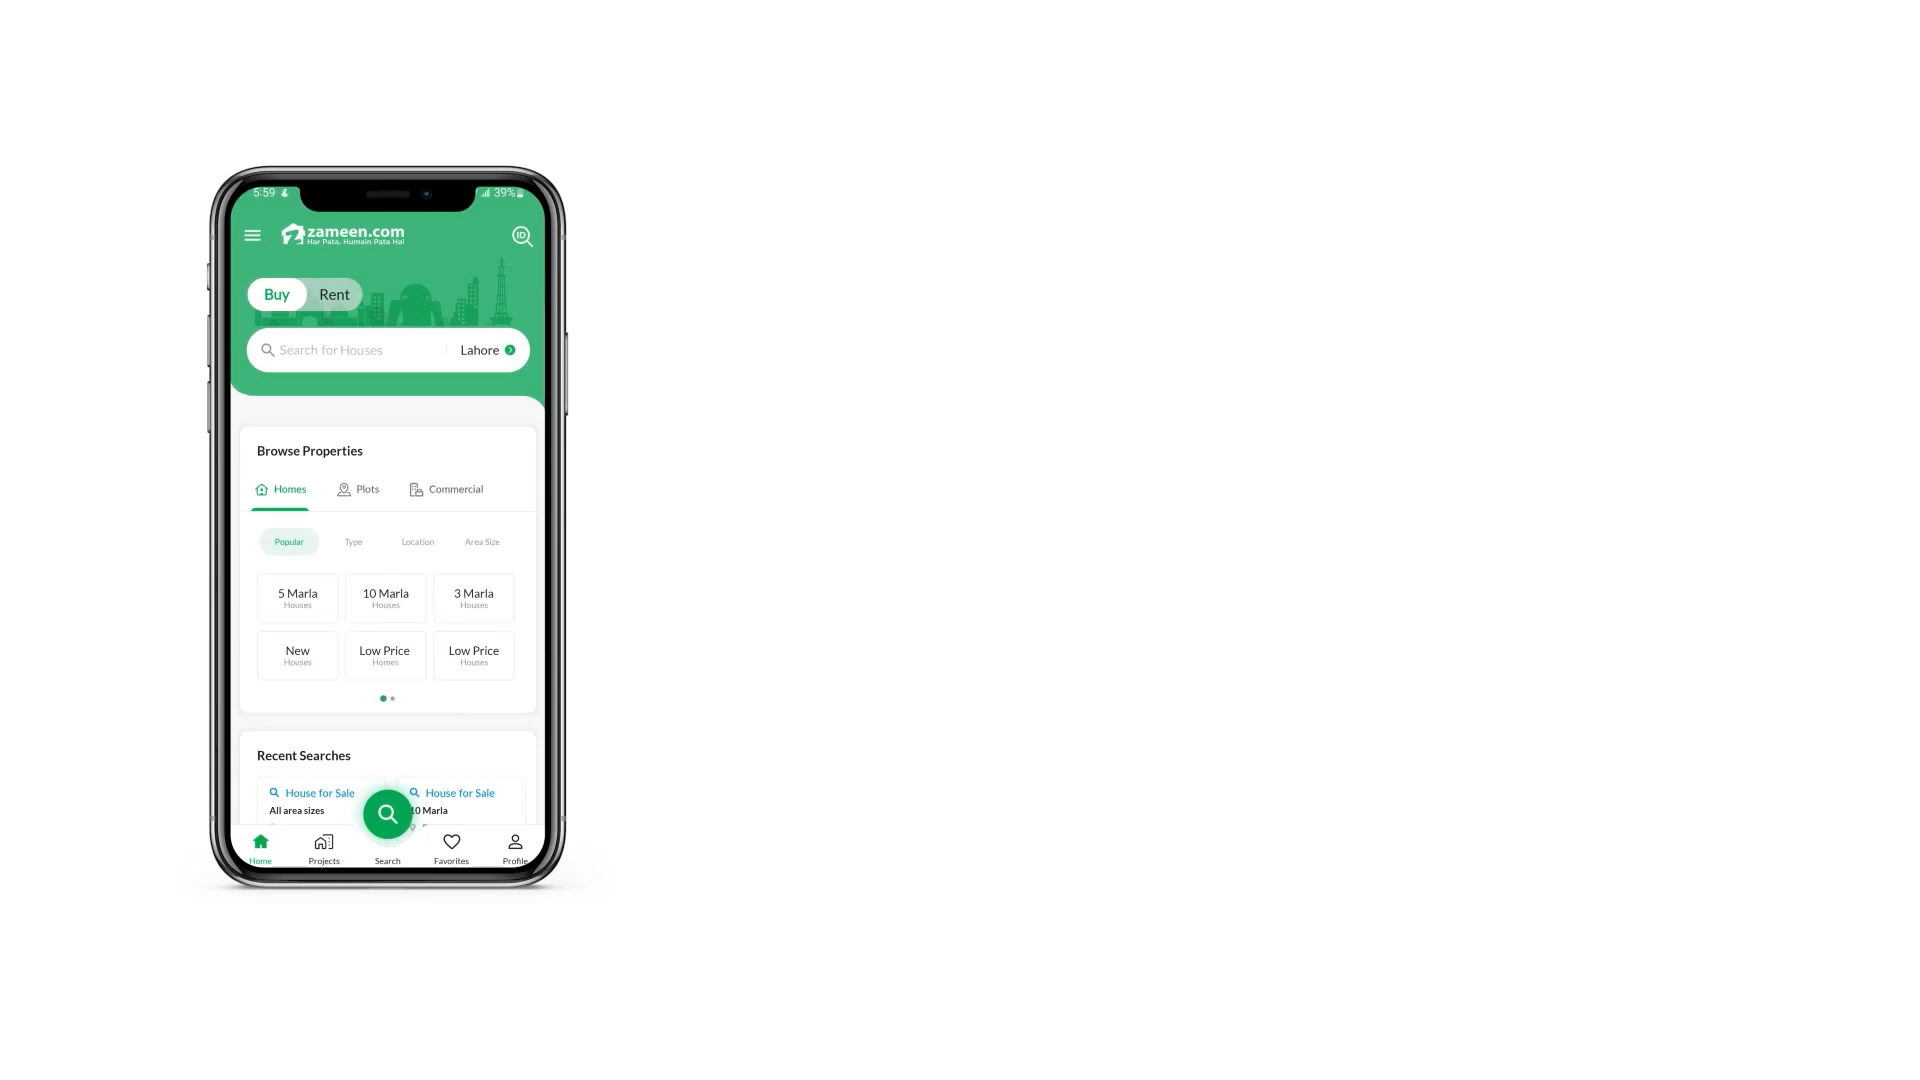 5:59
39%
zameen.com
Har Pata, Humain Pata Hai
ID
Buy Rent
Search for Houses Lahore
Browse Properties
Homes Plots Commercial
Popular Type Location Area Size
5 Marla 10 Marla 3 Marla
Houses Houses Houses
New Low Price Low Price
Houses Homes Houses
Recent Searches
House for Sale House for Sale
All area sizes 10 Marla
Home Projects Search Favorites Profile